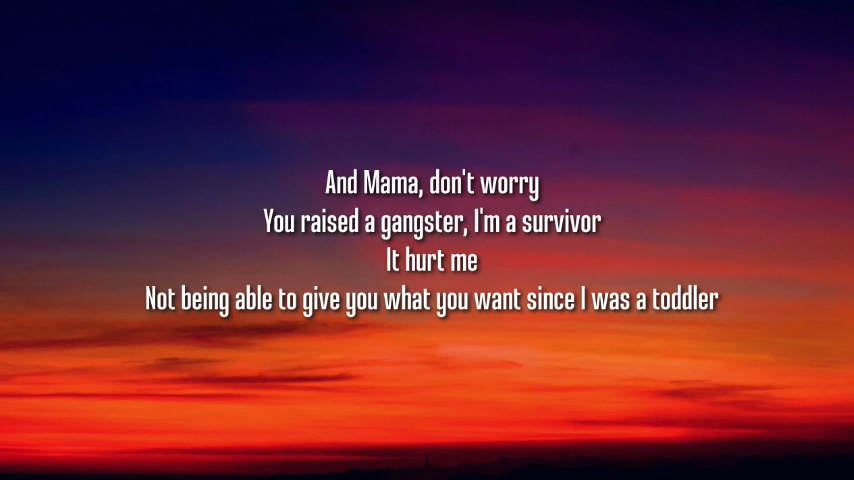 And Mama, don't worry
You raised a gangster, I'm a survivor
It hurt me
Not being able to give you what you want since I was a toddler